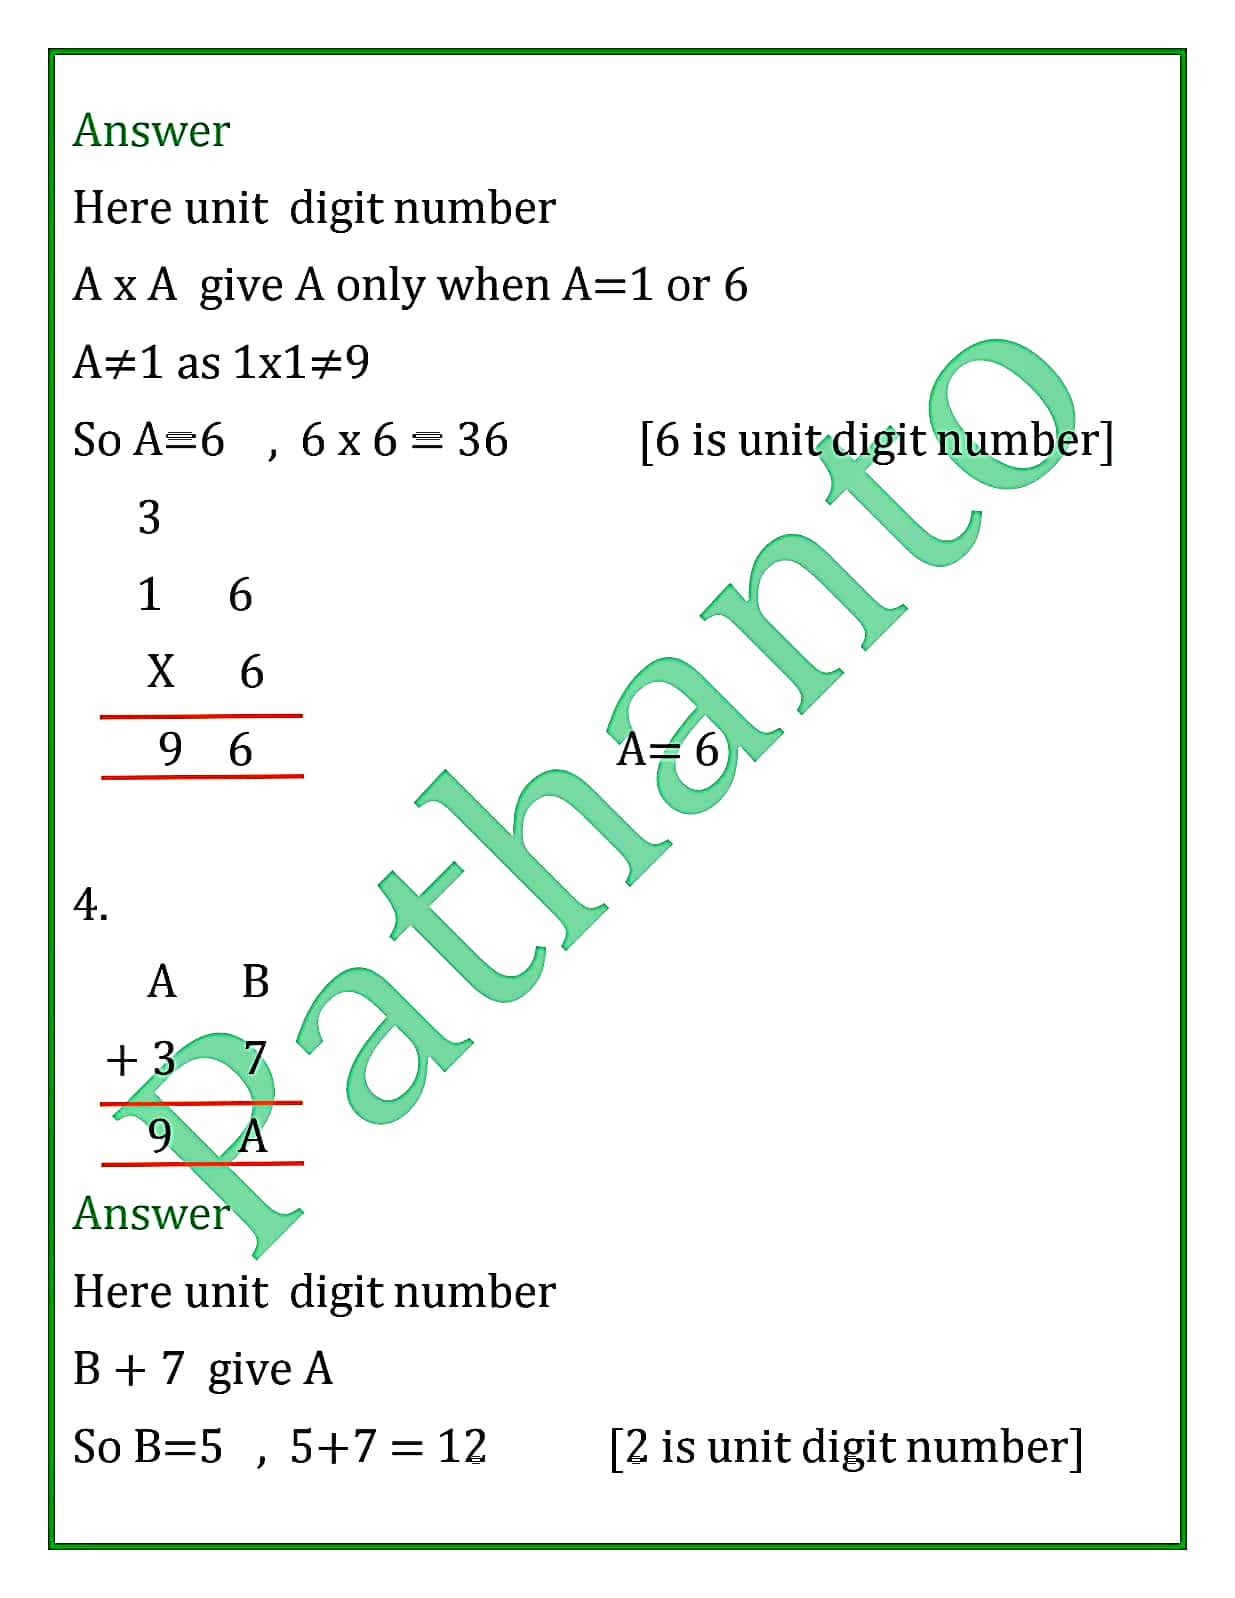 Answer
Here unit digit number
A x A give A only when A=1 or 6
A≠1 as 1x1≠9
So A=6 , 6 x 6 = 36 [6 is unit digit number]
3
1 6
X 6
9 6 A= 6
4.
A B
+ 3 7
9 A
Answer
Here unit digit number
B + 7 give A
So B=5 , 5+7 = 12 [2 is unit digit number]
Pathanto